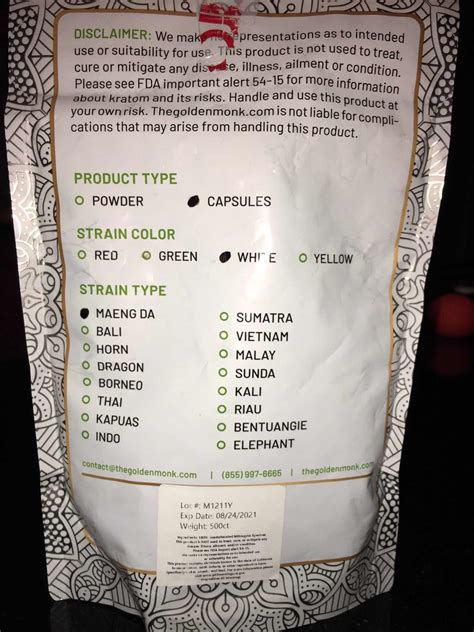 DISCLAIMER: We make representations as to intended
use or suitability for use. This product is not used to treat,
cure or mitigate any disease, illness, ailment or condition.
Please see FDA important alert 54-15 for more information
about kratom and its risks. Handle and use this product at
your own risk. Thegoldenmonk.com is not liable for compli-
cations that may arise from handling this product.
PRODUCT TYPE
POWDER CAPSULES
STRAIN COLOR
RED GREEN WHITE YELLOW
STRAIN TYPE
MAENG DA
BALI
HORN
DRAGON
BORNEO
THAI
KAPUAS
INDO
SUMATRA
VIETNAM
MALAY
SUNDA
KALI
RIAU
BENTUANGIE
ELEPHANT
contact@thegoldenmonk.com | (855) 997-6665 | thegoldenmonk.com
Lot #: M1211Y
Exp Date: 08/24/2021
Weight: 500ct